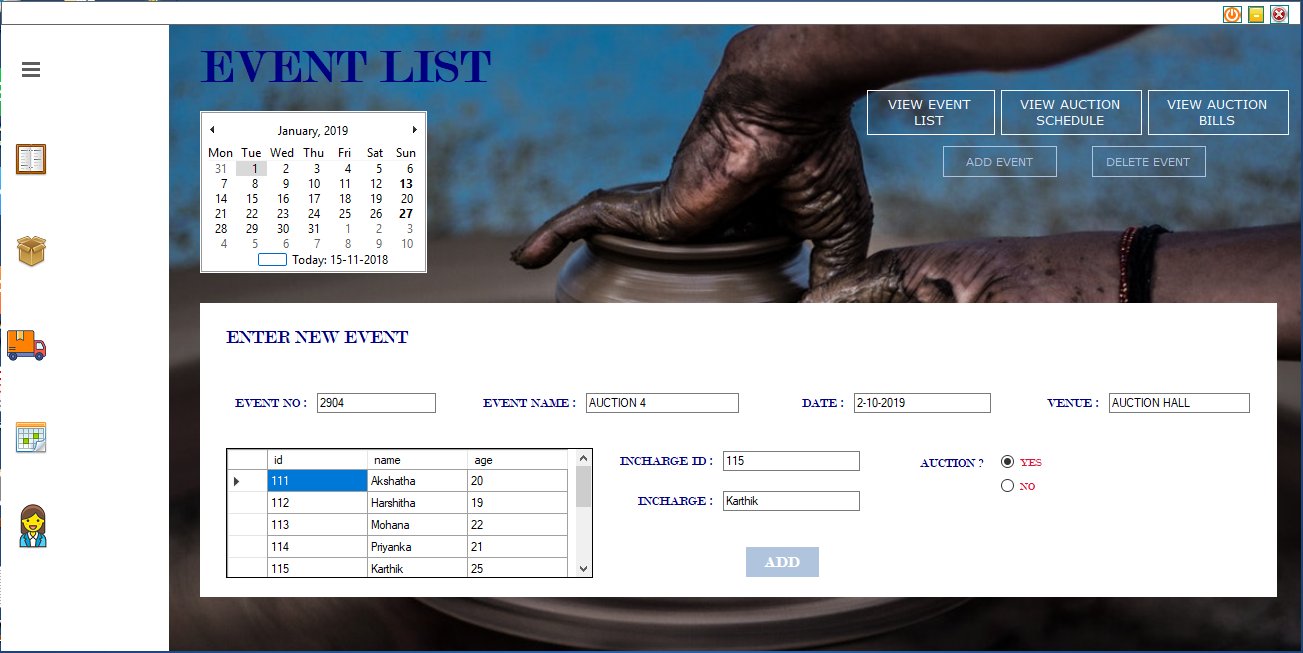 EVENT LIST
VIEW EVENT
LIST
VIEW AUCTION
SCHEDULE
VIEW AUCTION
BILLS
ADD EVENT
DELETE EVENT
January, 2019
Mon Tue Wed Thu Fri Sat Sun
31 1 2 3 4 5 6
7 8 9 10 11 12 13
14 15 16 17 18 19 20
21 22 23 24 25 26 27
28 29 30 31 1 2 3
4 5 6 7 8 9 10
Today: 15-11-2018
ENTER NEW EVENT
EVENT NO : 2904
EVENT NAME : AUCTION 4
DATE : 2-10-2019
VENUE : AUCTION HALL
id name age
111 Akshatha 20
112 Harshitha 19
113 Mohana 22
114 Priyanka 21
115 Karthik 25
INCHARGE ID : 115
INCHARGE : Karthik
AUCTION ? YES
NO
ADD